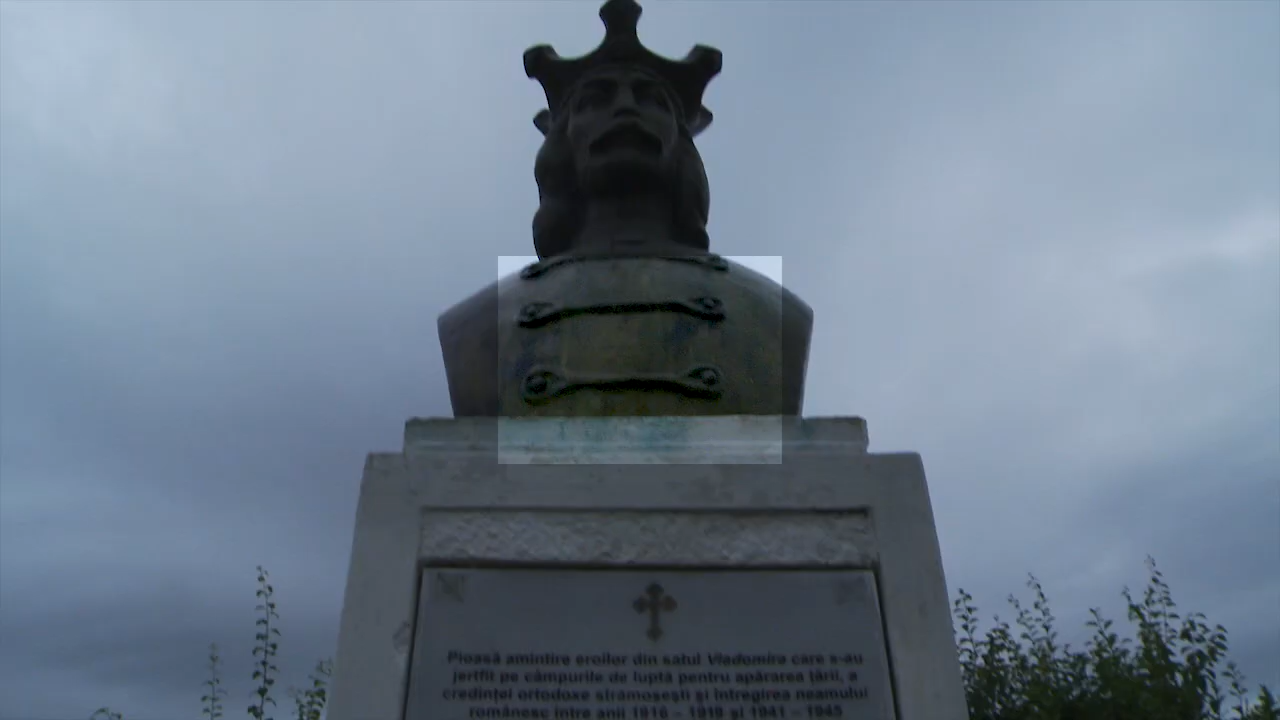 Pioasă amintire eroilor din satul Vladomira care s-au
jertfit pe câmpurile de luptă pentru apărarea țării, a
credinței ortodoxe strămoșești și întregirea neamului
românesc între anii 1916 – 1919 și 1941 – 1945